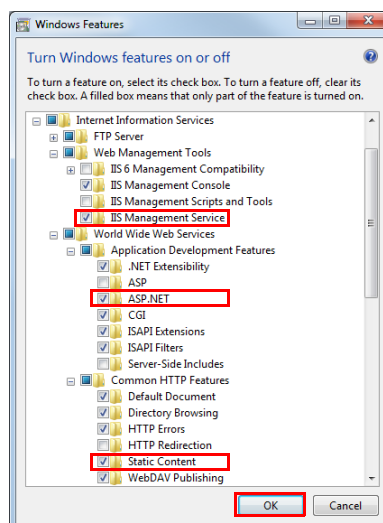 Windows Features
Turn Windows features on or off
To turn a feature on, select its check box. To turn a feature off, clear its
check box. A filled box means that only part of the feature is turned on.
Internet Information Services
FTP Server
Web Management Tools
IIS 6 Management Compatibility
IIS Management Console
IIS Management Scripts and Tools
IIS Management Service
World Wide Web Services
Application Development Features
.NET Extensibility
ASP
ASP.NET
CGI
ISAPI Extensions
ISAPI Filters
Server-Side Includes
Common HTTP Features
Default Document
Directory Browsing
HTTP Errors
HTTP Redirection
Static Content
WebDAV Publishing
OK
Cancel